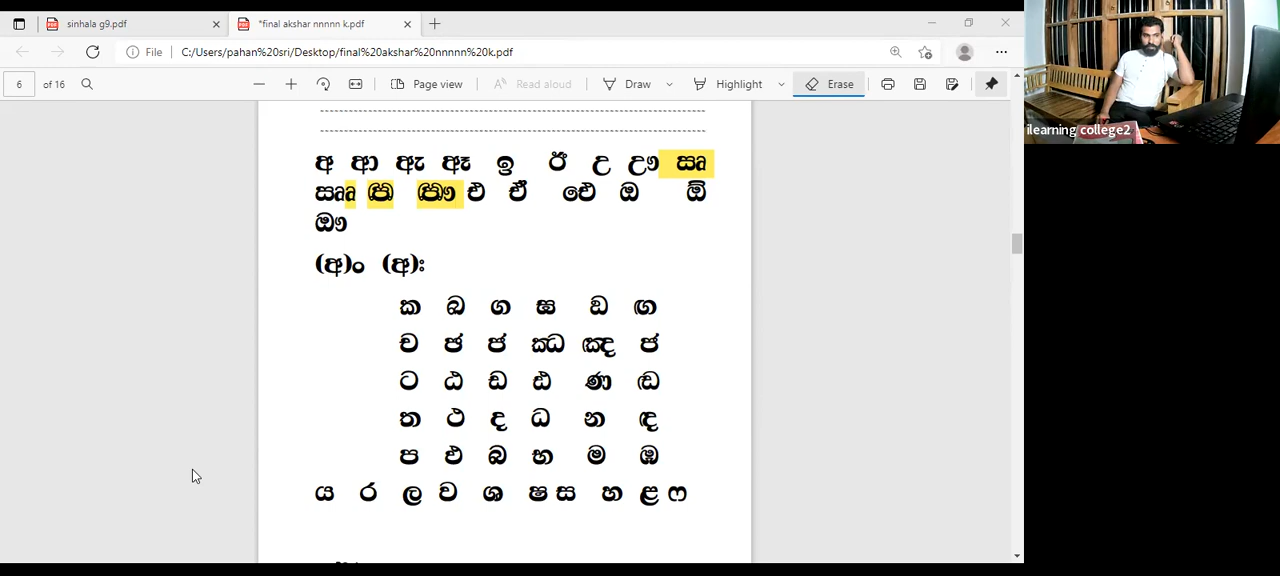 sinhala g9.pdf
*final akshar nnnnn k.pdf
File C:/Users/pahan%20sri/Desktop/final%20akshar%20nnnnn%20k.pdf
6 of 16 Page view Read aloud Draw Highlight Erase
ilearning college2
අ ආ ඇ ඈ ඉ ඊ උ ඌ ඍ
ඎ ඏ ඐ එ ඒ ඓ ඔ ඕ
ඖ
(අ)ං (අ)ඃ
ක ඛ ග ඝ ඞ ඟ
ච ඡ ජ ඣ ඤ ඦ
ට ඨ ඩ ඪ ණ ඬ
ත ථ ද ධ න ඳ
ප ඵ බ භ ම ඹ
ය ර ල ව ශ ෂ ස හ ළ ෆ